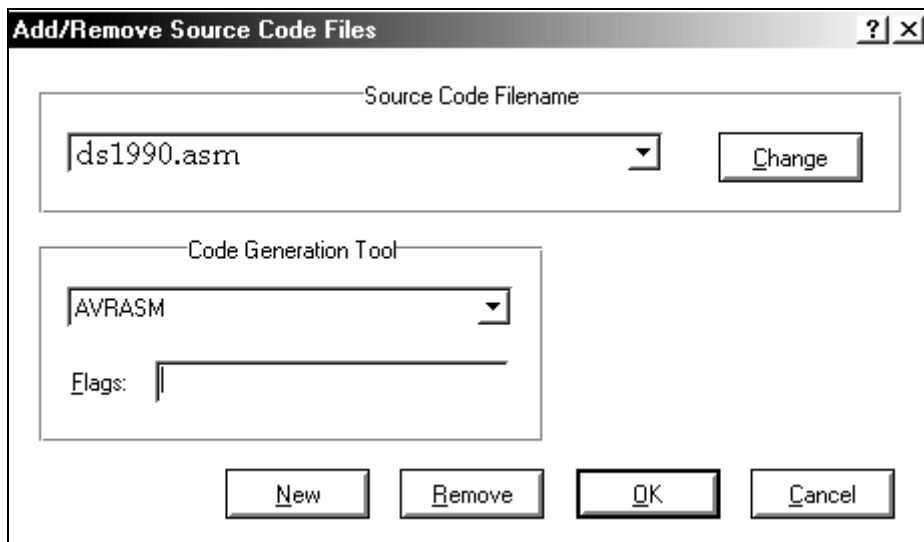 Add/Remove Source Code Files
Source Code Filename
ds1990.asm
Change
Code Generation Tool
AVRASM
Flags:
New Remove OK Cancel